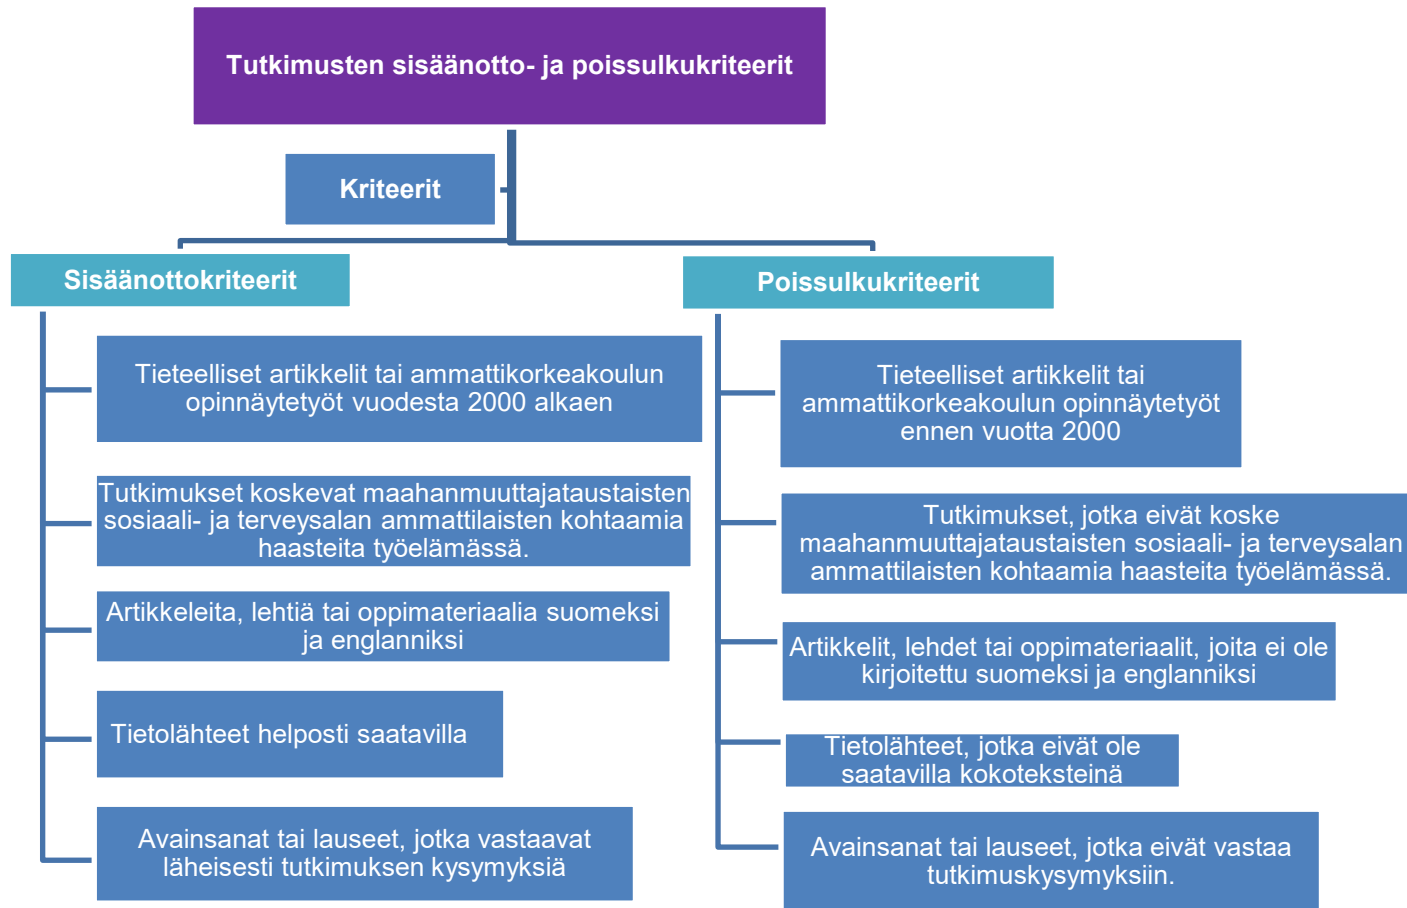 Tutkimusten sisäänotto- ja poissulkukriteerit
Kriteerit
Sisäänottokriteerit
Tieteelliset artikkelit tai ammattikorkeakoulun
opinnäytetyöt vuodesta 2000 alkaen
Tutkimukset koskevat maahanmuuttajataustaisten
sosiaali- ja terveysalan ammattilaisten kohtaamia
haasteita työelämässä.
Artikkeleita, lehtiä tai oppimateriaalia suomeksi
ja englanniksi
Tietolähteet helposti saatavilla
Avainsanat tai lauseet, jotka vastaavat
läheisesti tutkimuksen kysymyksiä
Poissulkukriteerit
Tieteelliset artikkelit tai
ammattikorkeakoulun opinnäytetyöt
ennen vuotta 2000
Tutkimukset, jotka eivät koske
maahanmuuttajataustaisten sosiaali- ja terveysalan
ammattilaisten kohtaamia haasteita työelämässä.
Artikkelit, lehdet tai oppimateriaalit, joita ei ole
kirjoitettu suomeksi ja englanniksi
Tietolähteet, jotka eivät ole
saatavilla kokoteksteinä
Avainsanat tai lauseet, jotka eivät vastaa
tutkimuskysymyksiin.